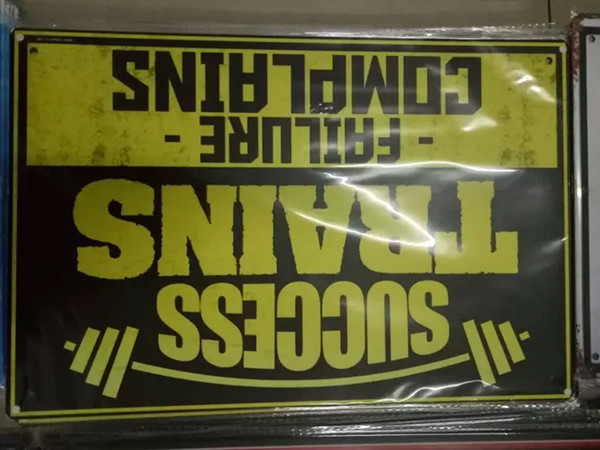 SUCCESS
TRAINS
- FAILURE -
COMPLAINS